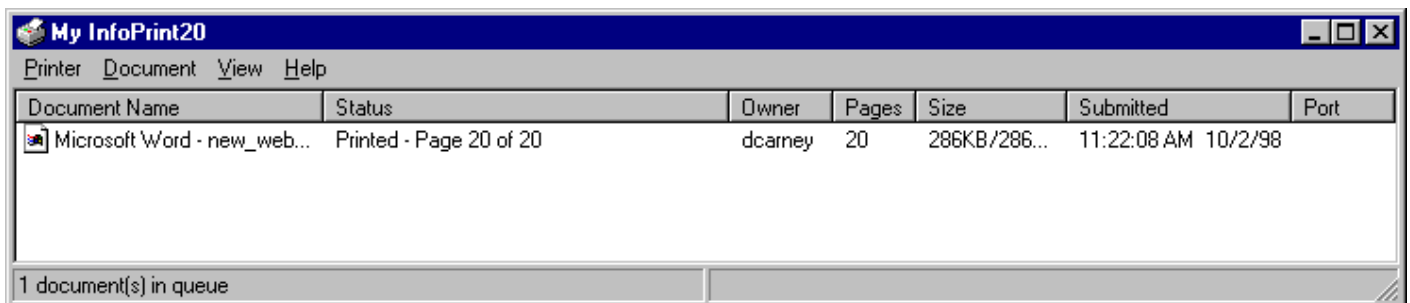 My InfoPrint20
Printer Document View Help
Document Name Status Owner Pages Size Submitted Port
Microsoft Word - new_web... Printed - Page 20 of 20 dcarney 20 286KB/286... 11:22:08 AM 10/2/98
1 document(s) in queue